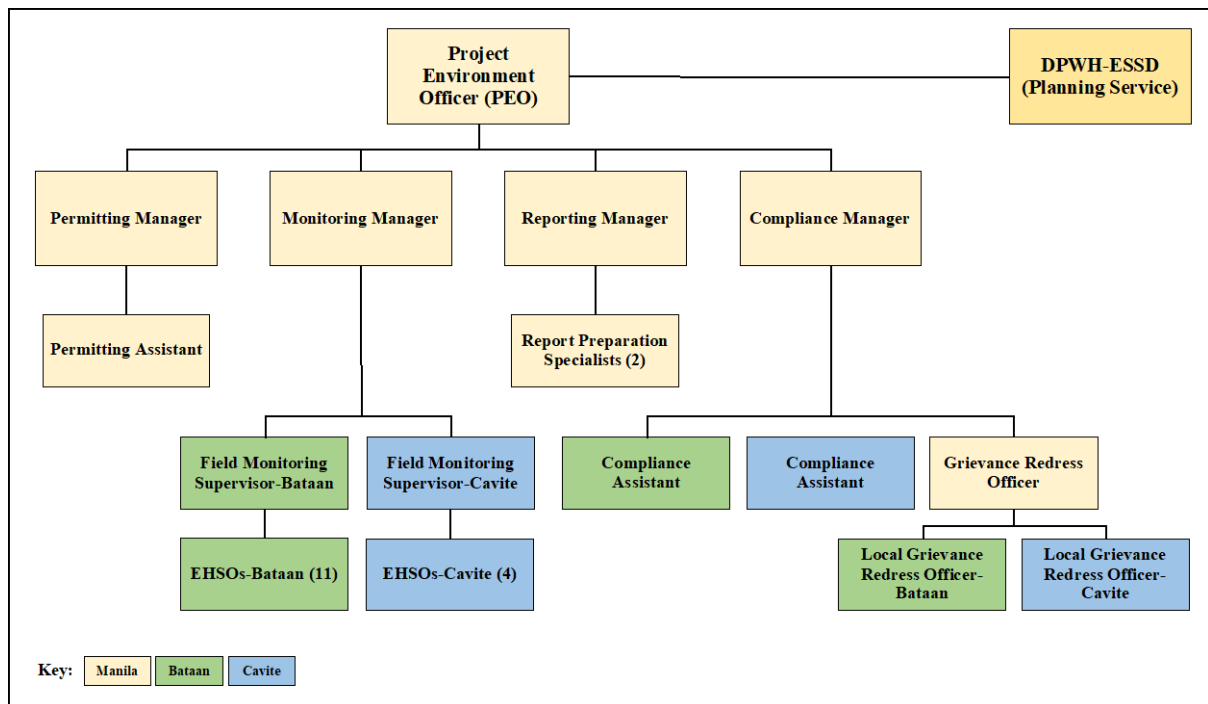 Project
Environment
Officer (PEO)
DPWH-ESSD
(Planning Service)
Permitting Manager
Monitoring Manager
Reporting Manager
Compliance Manager
Permitting Assistant
Report Preparation
Specialists (2)
Field Monitoring
Supervisor-Bataan
Field Monitoring
Supervisor-Cavite
Compliance
Assistant
Compliance
Assistant
Grievance Redress
Officer
EHSOs-Bataan (11)
EHSOs-Cavite (4)
Local Grievance
Redress Officer-
Bataan
Local Grievance
Redress Officer-
Cavite
Key:
Manila
Bataan
Cavite